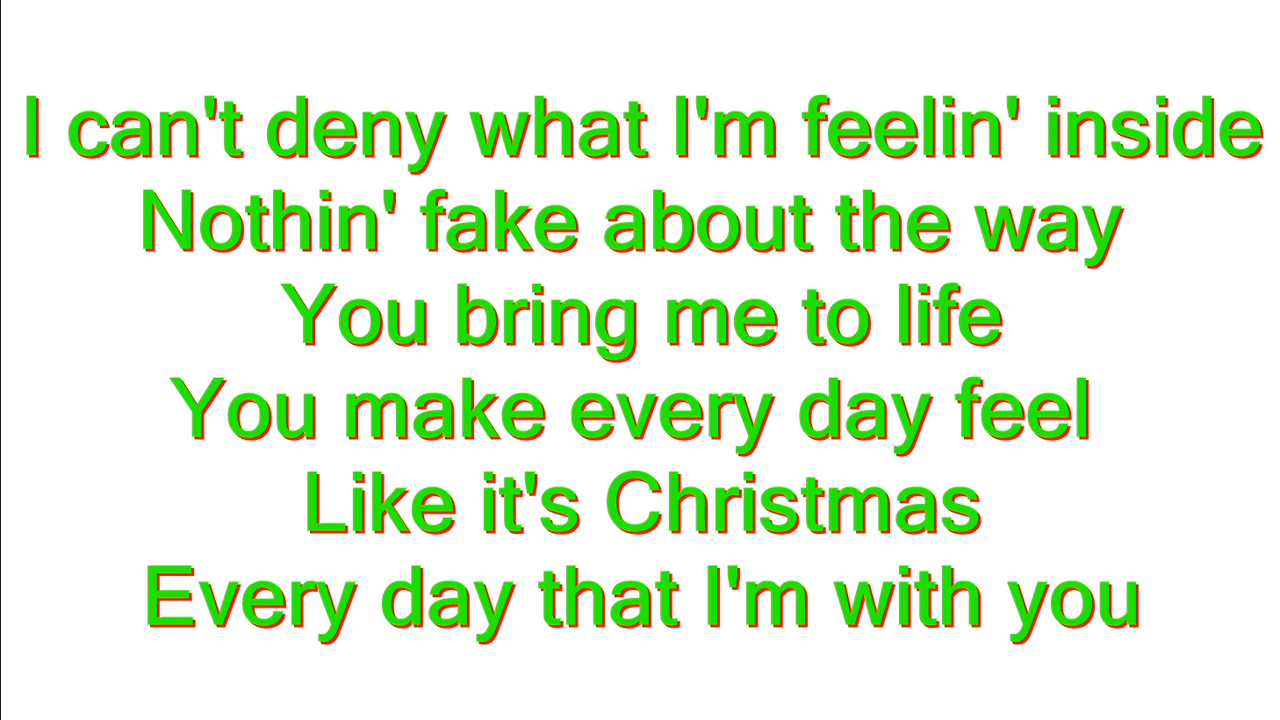 I can't deny what I'm feelin' inside
Nothin' fake about the way
You bring me to life
You make every day feel
Like it's Christmas
Every day that I'm with you